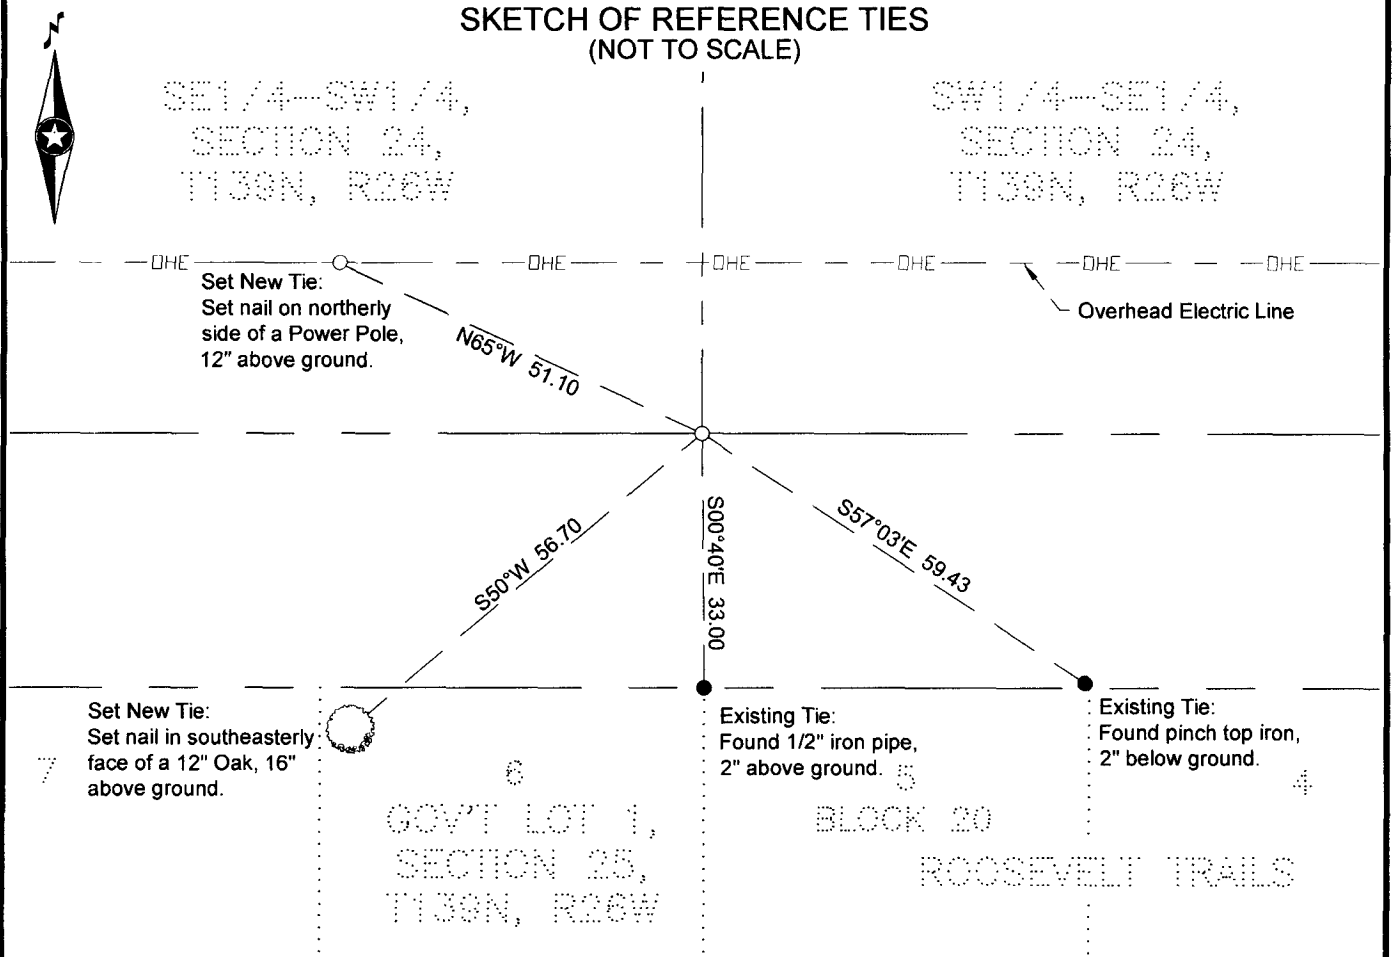 SKETCH OF REFERENCE TIES
(NOT TO SCALE)
N
SE1/4-SW1/4,
SECTION 24,
T139N, R26W
SW1/4-SE1/4,
SECTION 24,
T139N, R26W
OHE OHE OHE OHE OHE OHE
Set New Tie:
Set nail on northerly
side of a Power Pole,
12" above ground.
Overhead Electric Line
N65°W 51.10
S50°W 56.70
S00°40'E 33.00
S57°03'E 59.43
Set New Tie:
Set nail in southeasterly
face of a 12" Oak, 16"
above ground.
Existing Tie:
Found 1/2" iron pipe,
2" above ground.
Existing Tie:
Found pinch top iron,
2" below ground.
7
6
5
4
GOV'T LOT 1,
SECTION 25,
T139N, R26W
BLOCK 20
ROOSEVELT TRAILS